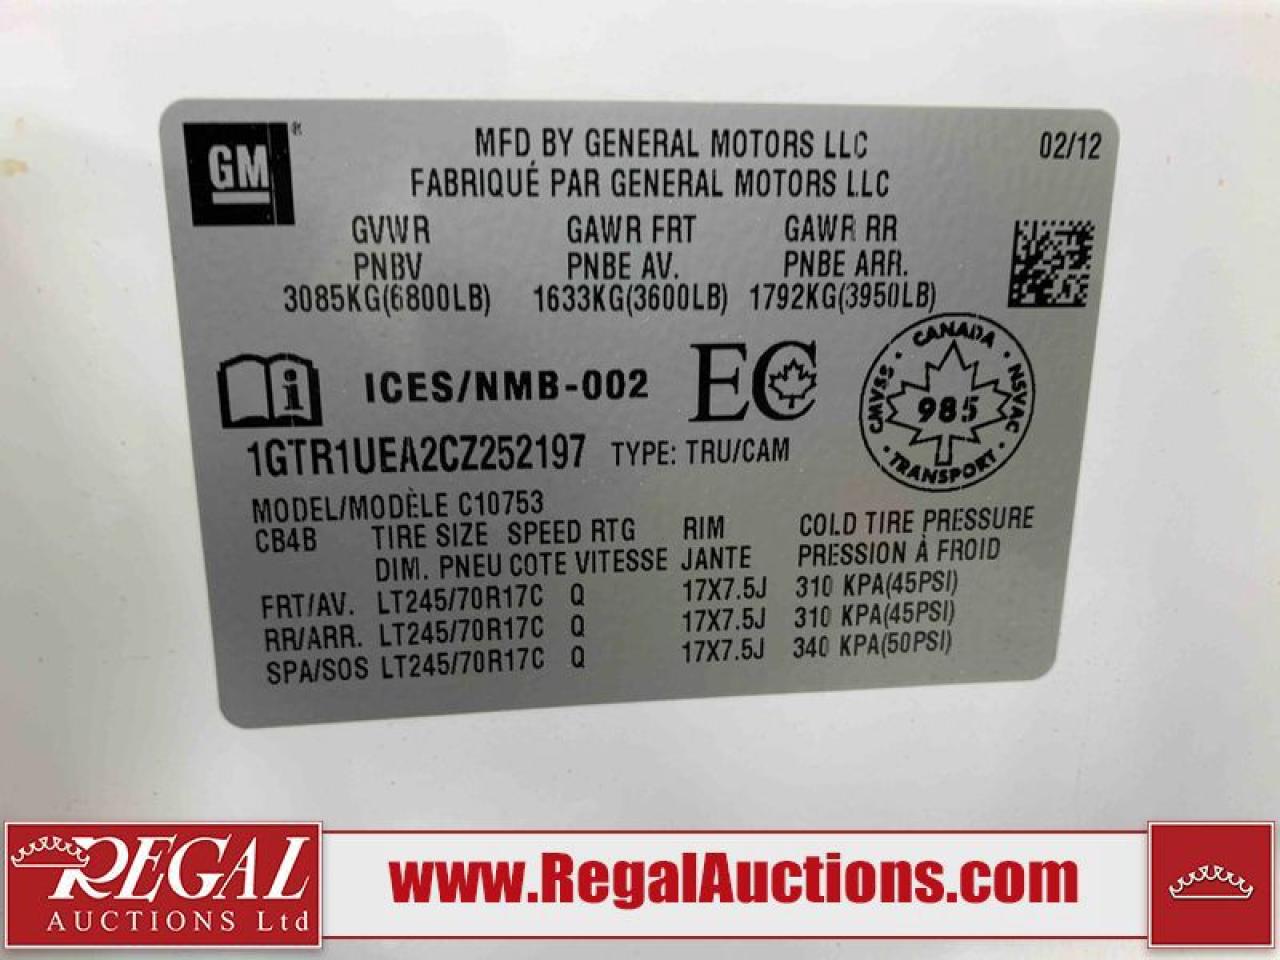 GM®
MFD BY GENERAL MOTORS LLC 02/12
FABRIQUÉ PAR GENERAL MOTORS LLC
GVWR GAWR FRT GAWR RR
PNBV PNBE AV. PNBE ARR.
3085KG(6800LB) 1633KG(3600LB) 1792KG(3950LB)
i ICES/NMB-002 EC
CANADA
CMVSS 985 NSVAC
TRANSPORT
1GTR1UEA2CZ252197 TYPE: TRU/CAM
MODEL/MODÈLE C10753
CB4B TIRE SIZE SPEED RTG RIM COLD TIRE PRESSURE
DIM. PNEU COTE VITESSE JANTE PRESSION À FROID
FRT/AV. LT245/70R17C Q 17X7.5J 310 KPA(45PSI)
RR/ARR. LT245/70R17C Q 17X7.5J 310 KPA(45PSI)
SPA/SOS LT245/70R17C Q 17X7.5J 340 KPA(50PSI)
REGAL
AUCTIONS Ltd
www.RegalAuctions.com